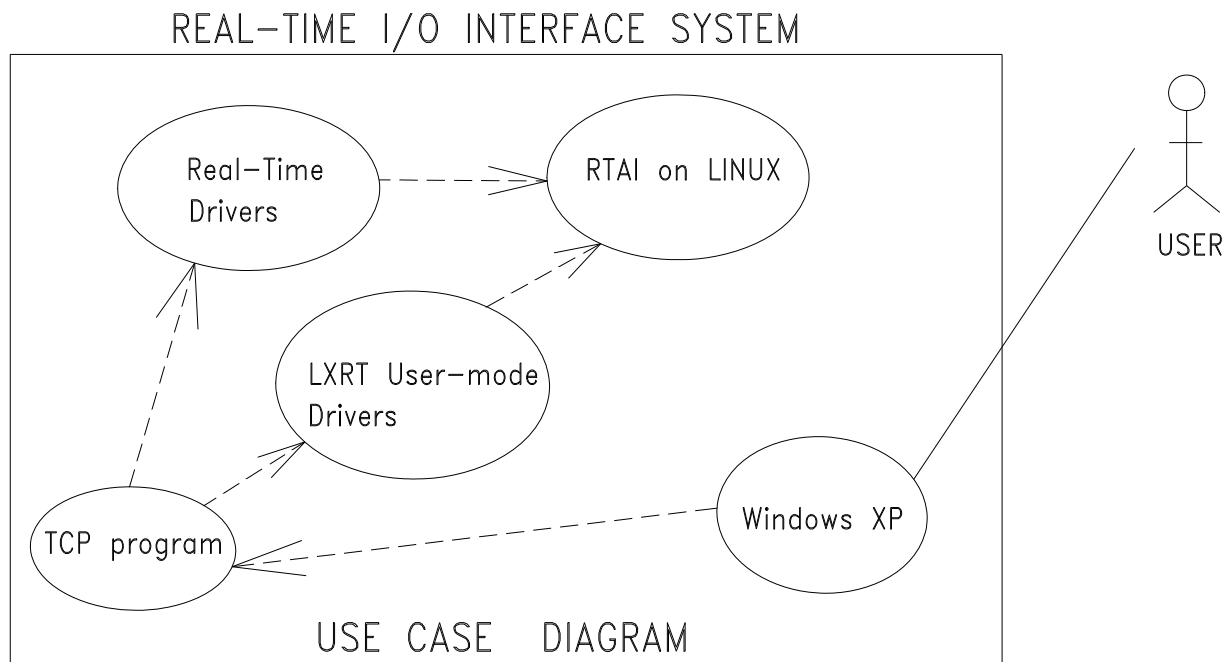 REAL-TIME I/O INTERFACE SYSTEM
Real-Time
Drivers
RTAI on LINUX
USER
LXRT User-mode
Drivers
Windows XP
TCP program
USE CASE DIAGRAM